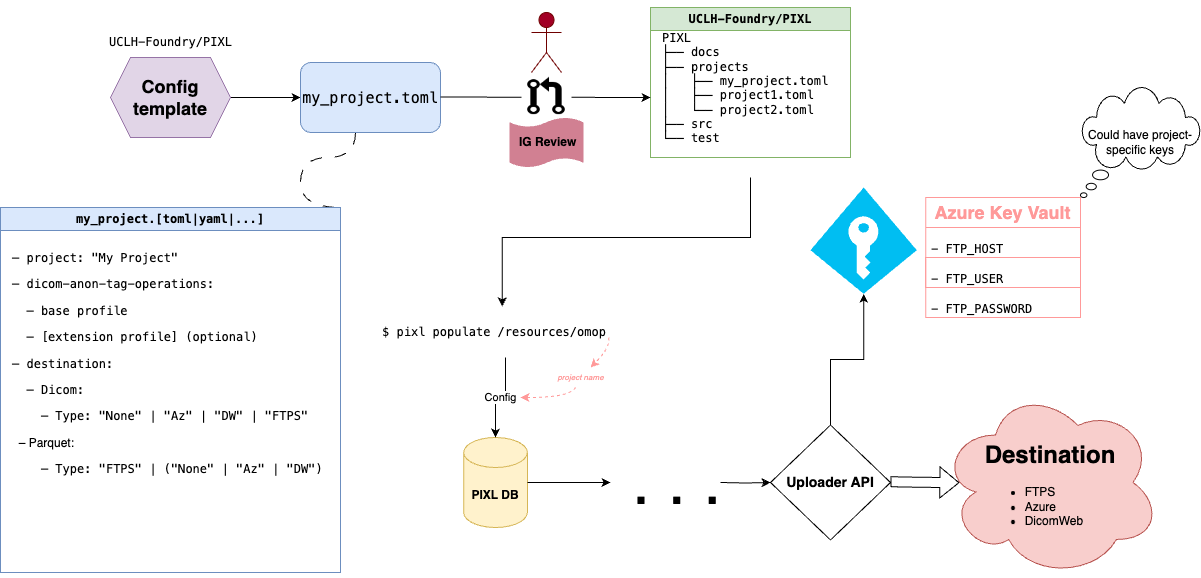 UCLH-Foundry/PIXL
Config
template
my_project.toml
IG Review
UCLH-Foundry/PIXL
PIXL
├── docs
├── projects
│   ├── my_project.toml
│   ├── project1.toml
│   └── project2.toml
├── src
└── test
Could have project-
specific keys
my_project.[toml|yaml|...]
– project: "My Project"
– dicom-anon-tag-operations:
– base profile
– [extension profile] (optional)
– destination:
– Dicom:
– Type: "None" | "Az" | "DW" | "FTPS"
– Parquet:
– Type: "FTPS" | ("None" | "Az" | "DW")
Azure Key Vault
– FTP_HOST
– FTP_USER
– FTP_PASSWORD
$ pixl populate /resources/omop
project name
Config
PIXL DB
. . .
Uploader API
Destination
• FTPS
• Azure
• DicomWeb